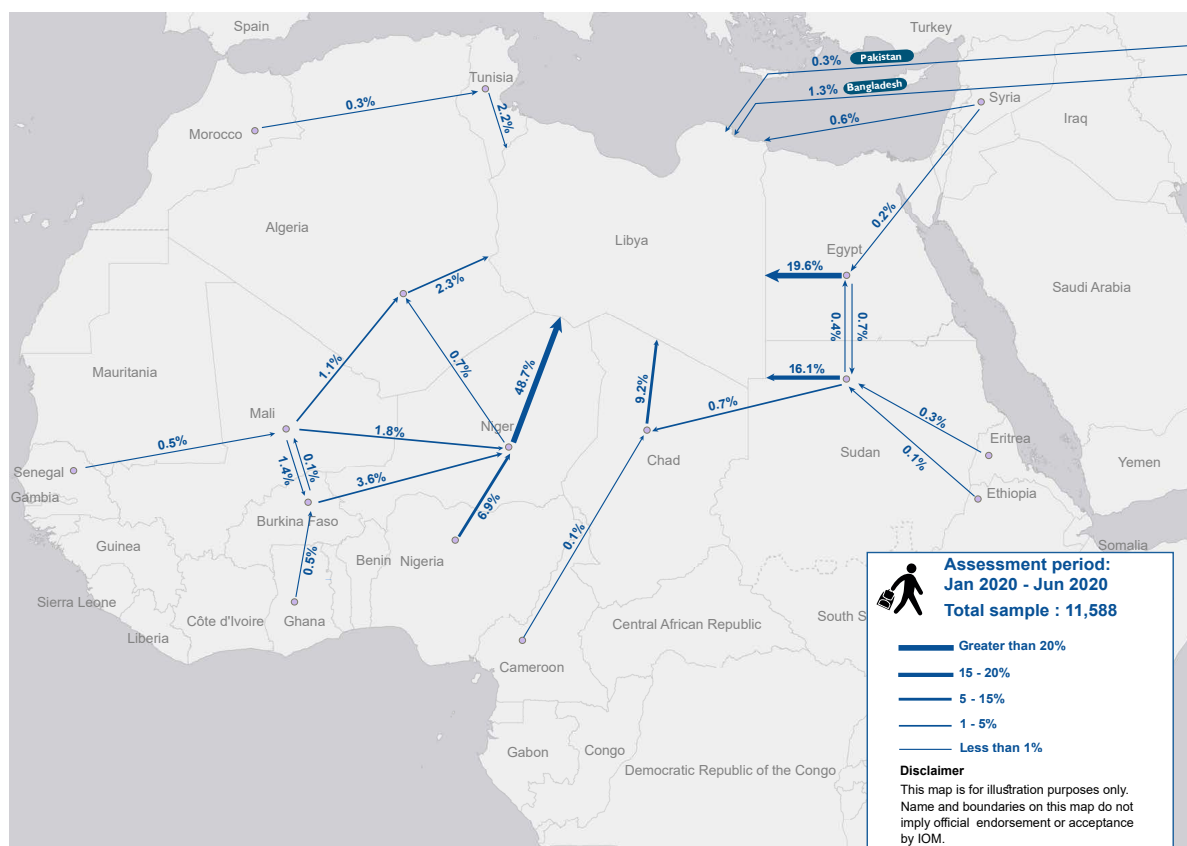 Spain
Turkey
0.3%
Pakistan
Tunisia
1.3%
Bangladesh
Syria
0.3%
2.2%
0.6%
Iraq
Morocco
0.2%
Algeria
Libya
Egypt
19.6%
2.3%
Saudi Arabia
0.4%
0.7%
1.1%
0.7%
48.7%
16.1%
Mauritania
9.2%
0.7%
Mali
Niger
0.3%
1.8%
Eritrea
0.5%
Senegal
1.4%
0.1%
3.6%
Chad
Sudan
0.1%
Yemen
Gambia
Ethiopia
6.9%
Burkina Faso
0.1%
Guinea
0.5%
Benin
Nigeria
Somalia
Sierra Leone
Côte d'Ivoire
Ghana
Liberia
Central African Republic
South S
Cameroon
Gabon
Congo
Democratic Republic of the Congo
Assessment period:
Jan 2020 - Jun 2020
Total sample : 11,588
Greater than 20%
15 - 20%
5 - 15%
1 - 5%
Less than 1%
Disclaimer
This map is for illustration purposes only.
Name and boundaries on this map do not
imply official endorsement or acceptance
by IOM.